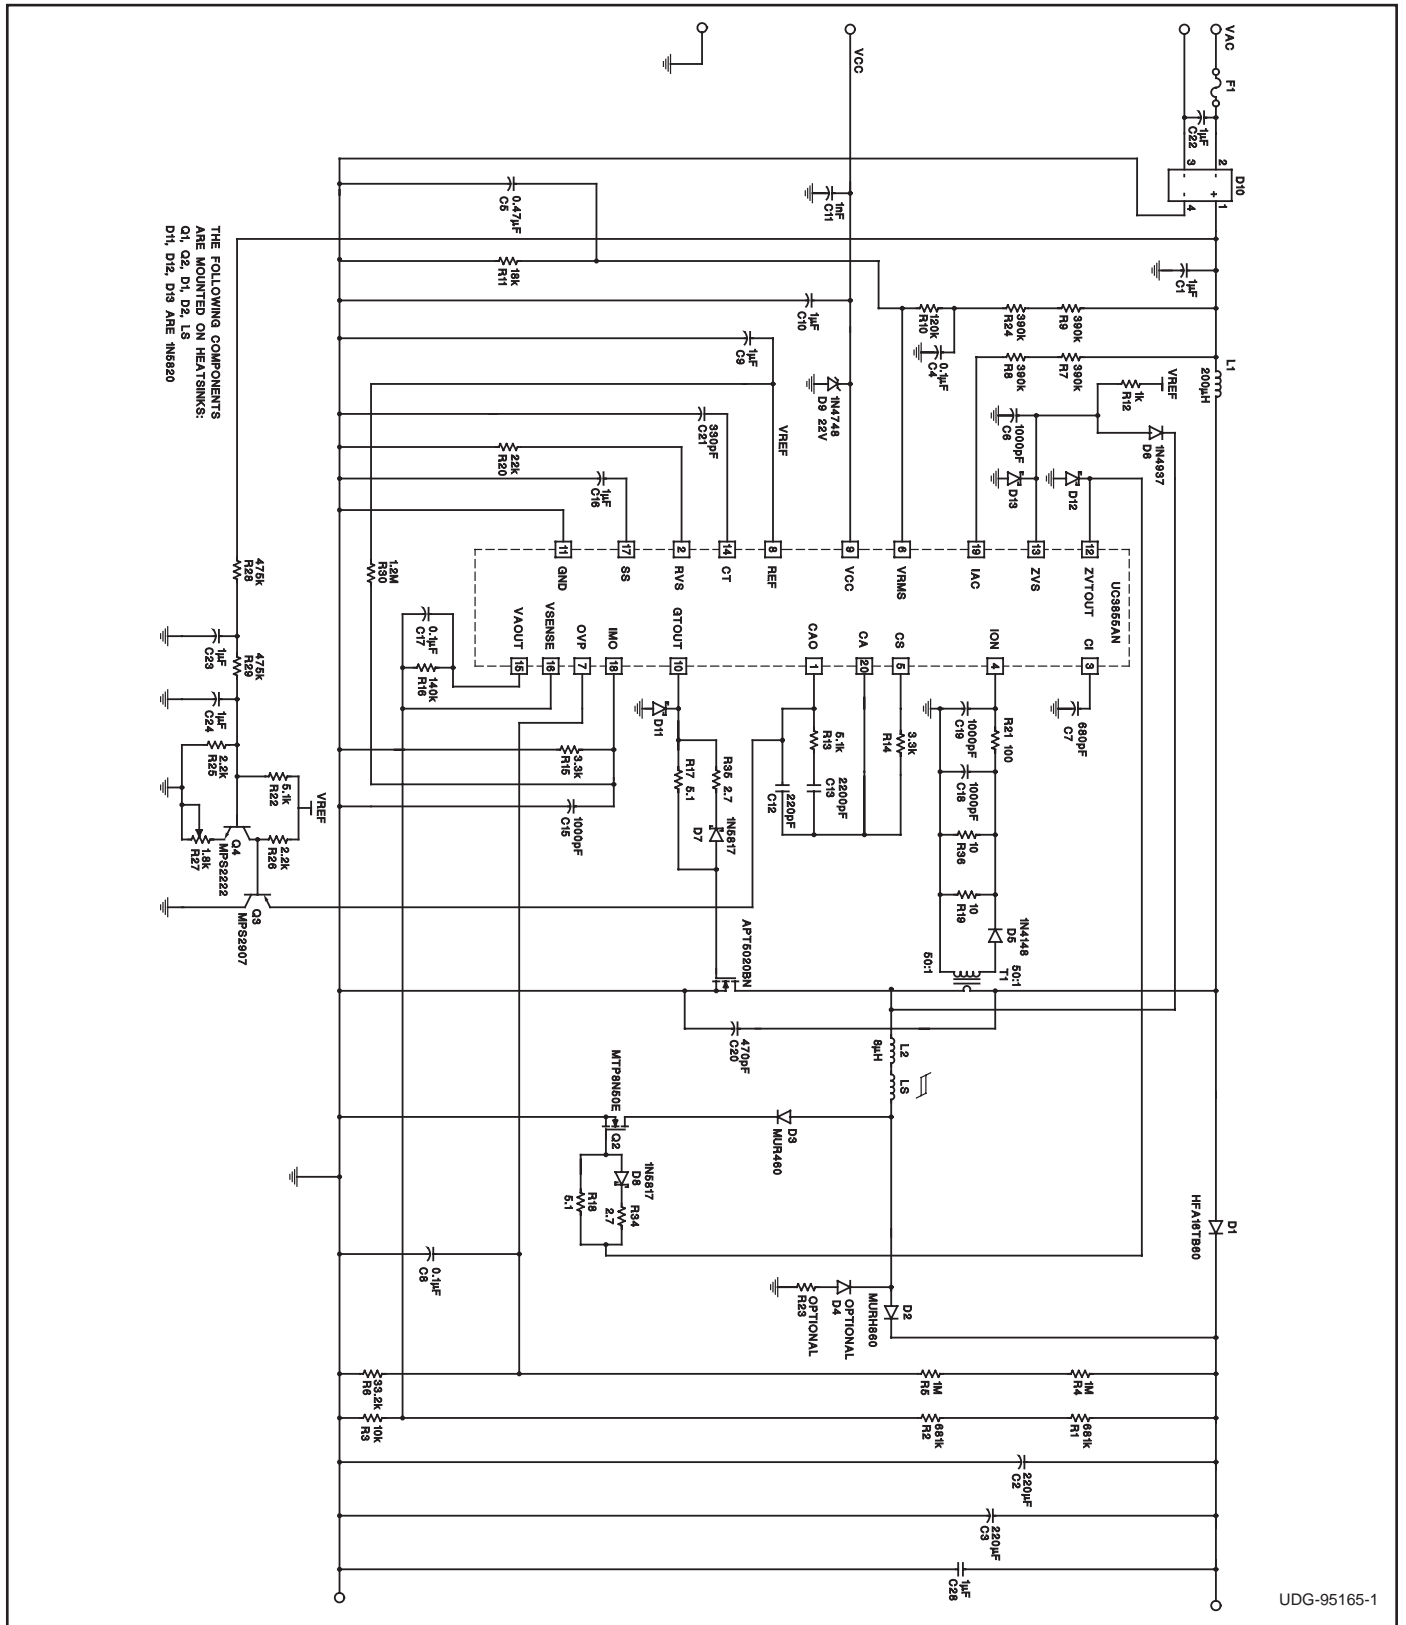 VAC
F1
1µF
C22
2
3
D10
1
4
-
-
+
-
VCC
1nF
C11
1µF
C1
0.47µF
C5
18k
R11
1µF
C10
1µF
C9
120k
R10
0.1µF
C4
390k
R24
390k
R9
390k
R8
390k
R7
L1
200µH
VREF
1k
R12
1N4937
D6
1000pF
C6
D13
D12
1N4748
D9 22V
VREF
330pF
C21
22k
R20
1µF
C16
THE FOLLOWING COMPONENTS
ARE MOUNTED ON HEATSINKS:
Q1, Q2, D1, D2, LS
D11, D12, D13 ARE 1N5820
11
GND
17
SS
2
RVS
14
CT
8
REF
9
VCC
6
VRMS
19
IAC
13
ZVS
12
ZVTOUT
UC3855AN
VAOUT
15
VSENSE
16
OVP
7
IMO
18
GTOUT
10
CAO
1
CA
20
CS
5
ION
4
CI
3
475k
R28
1.2M
R30
1µF
C23
475k
R29
1µF
C24
2.2k
R25
5.1k
R22
VREF
2.2k
R26
1.8k
R27
Q4
MPS2222
Q3
MPS2907
0.1µF
C17
140k
R16
3.3k
R15
1000pF
C15
D11
R17 5.1
R35 2.7
1N5817
D7
5.1k
R13
2200pF
C13
220pF
C12
3.3k
R14
680pF
C7
R21 100
1000pF
C19
1000pF
C18
10
R36
10
R19
1N4148
D5
50:1
T1
50:1
APT5020BN
470pF
C20
L2
8µH
LS
D3
MUR460
MTP8N50E
Q2
1N5817
D8
R34
2.7
R18
5.1
D1
HFA16TB60
0.1µF
C8
D2
MURH860
OPTIONAL
D4
OPTIONAL
R23
33.2k
R6
10k
R3
1M
R5
1M
R4
681k
R2
681k
R1
220µF
C2
220µF
C3
1µF
C28
UDG-95165-1